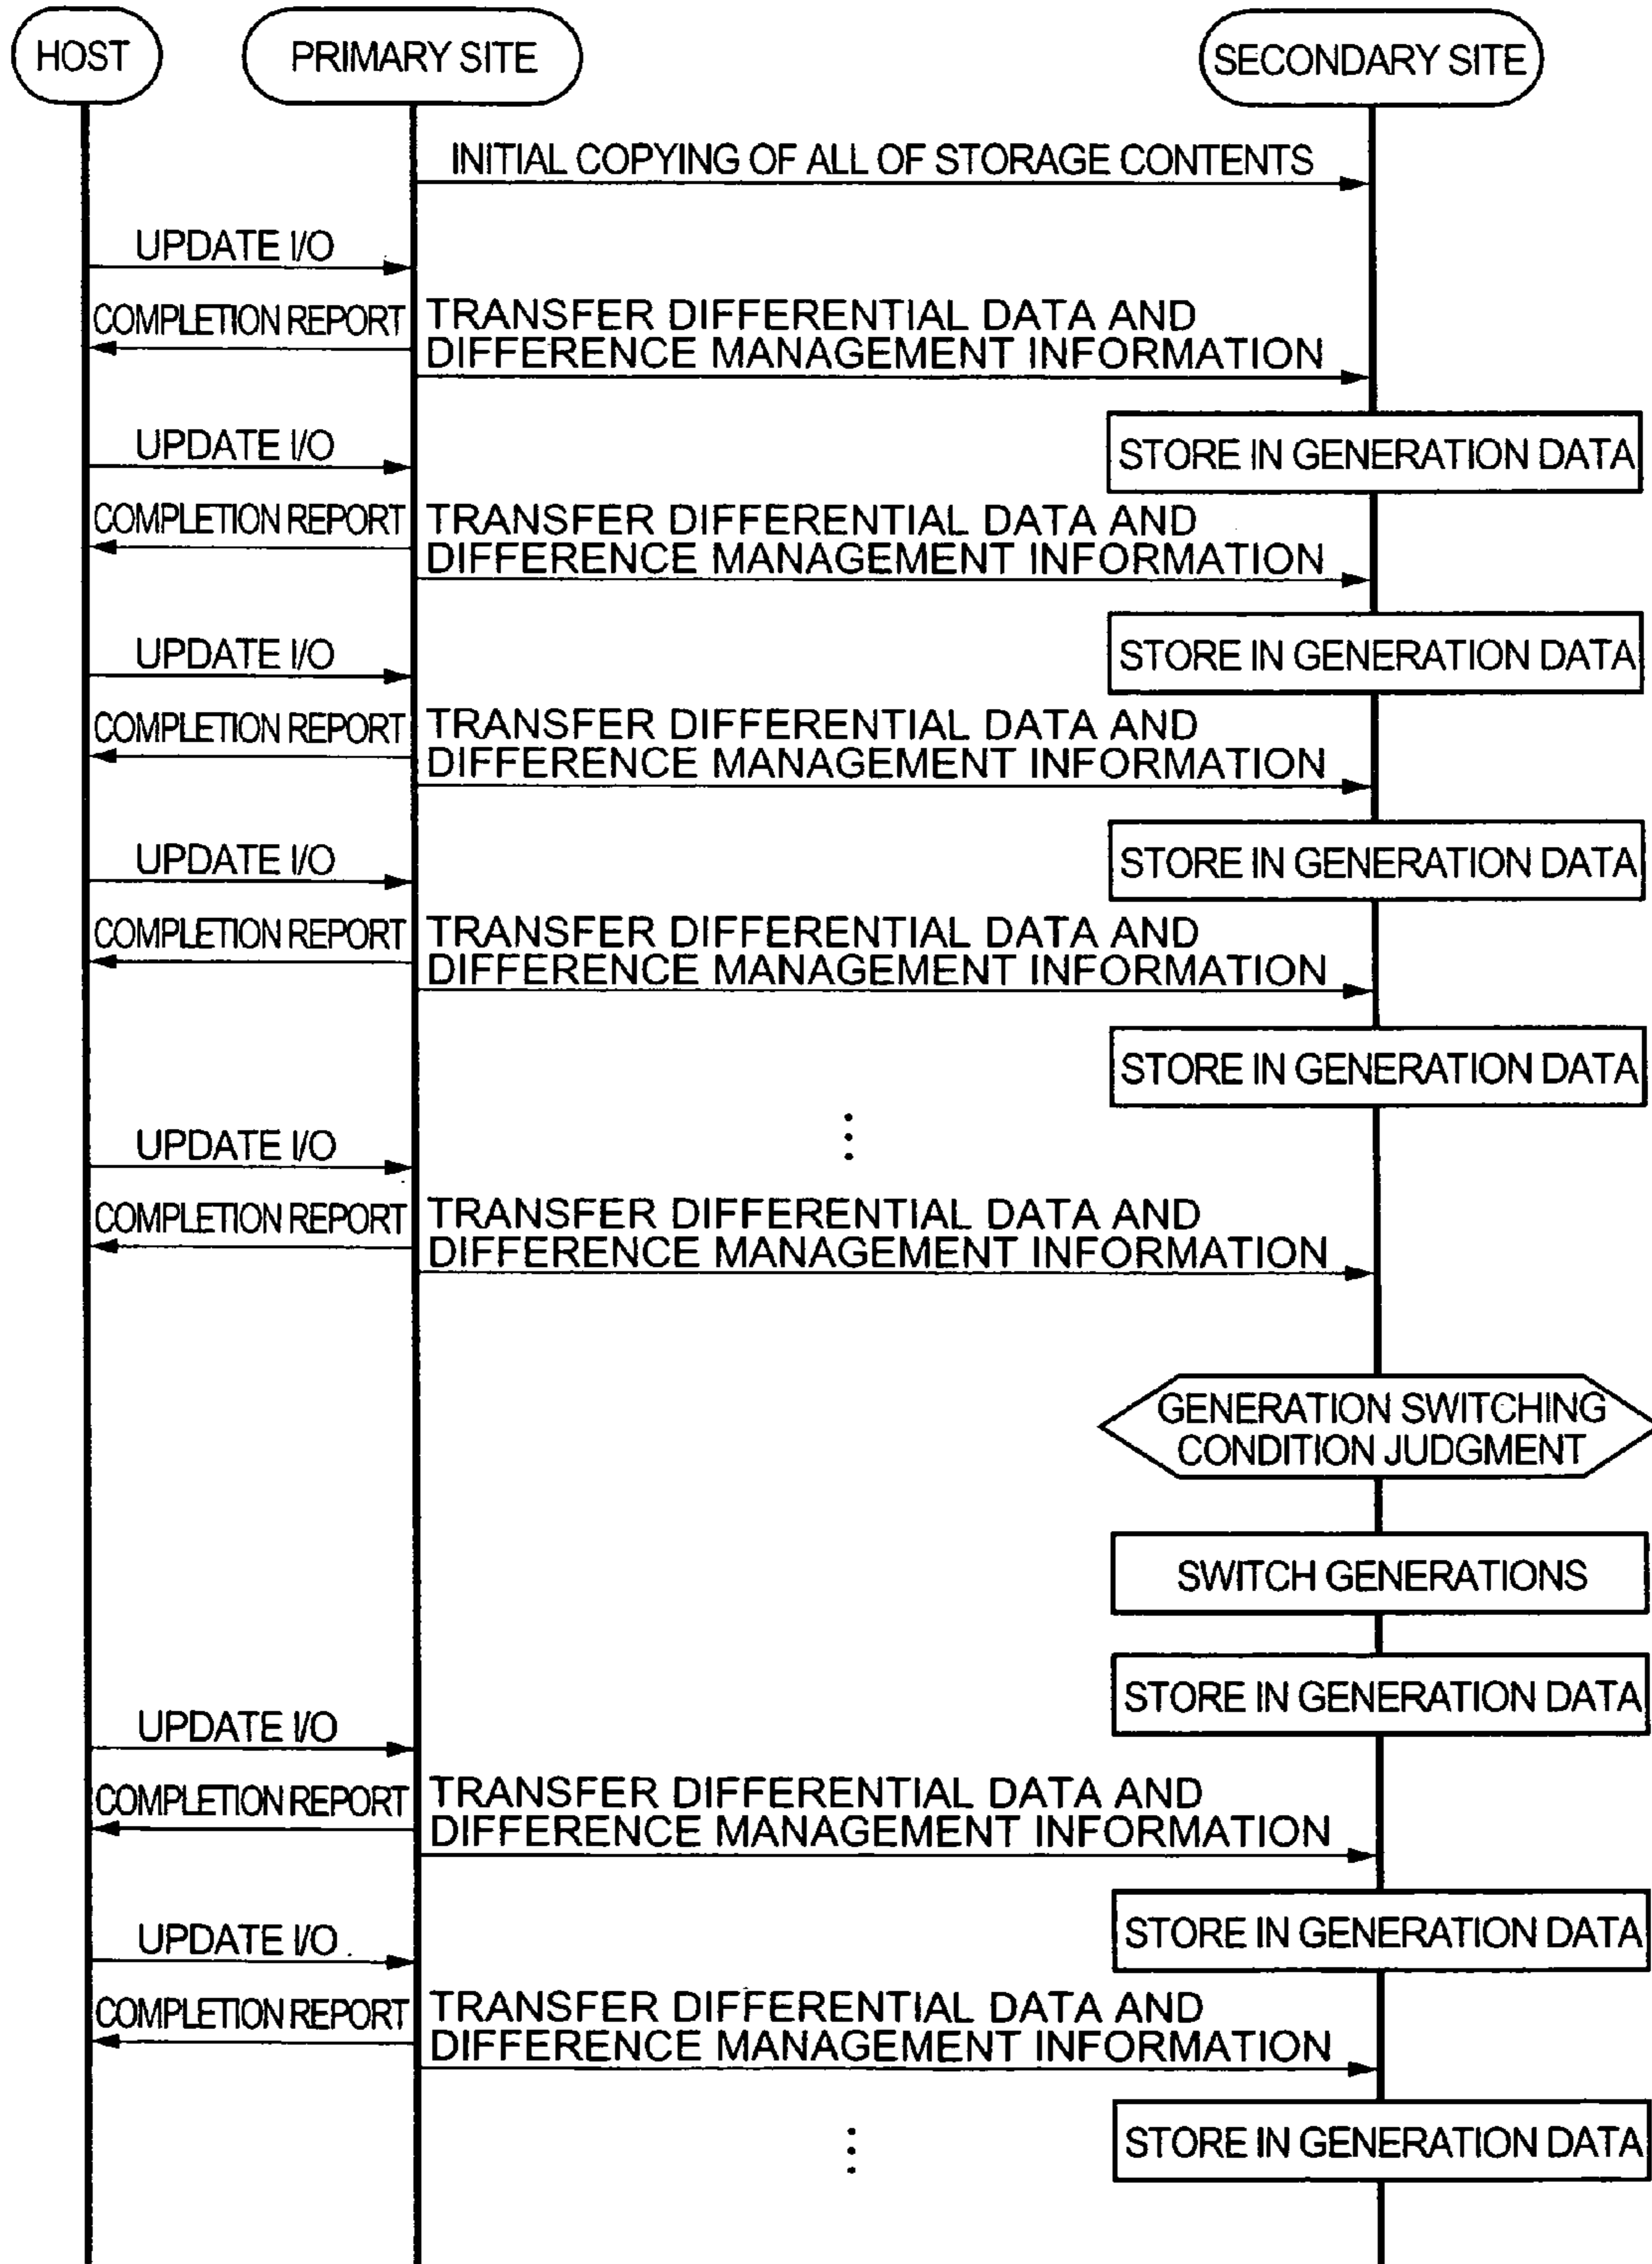 HOST
PRIMARY SITE
SECONDARY SITE
INITIAL COPYING OF ALL OF STORAGE CONTENTS
UPDATE I/O
COMPLETION REPORT
TRANSFER DIFFERENTIAL DATA AND
DIFFERENCE MANAGEMENT INFORMATION
UPDATE I/O
STORE IN GENERATION DATA
COMPLETION REPORT
TRANSFER DIFFERENTIAL DATA AND
DIFFERENCE MANAGEMENT INFORMATION
UPDATE I/O
STORE IN GENERATION DATA
COMPLETION REPORT
TRANSFER DIFFERENTIAL DATA AND
DIFFERENCE MANAGEMENT INFORMATION
UPDATE I/O
STORE IN GENERATION DATA
COMPLETION REPORT
TRANSFER DIFFERENTIAL DATA AND
DIFFERENCE MANAGEMENT INFORMATION
STORE IN GENERATION DATA
UPDATE I/O
COMPLETION REPORT
TRANSFER DIFFERENTIAL DATA AND
DIFFERENCE MANAGEMENT INFORMATION
GENERATION SWITCHING
CONDITION JUDGMENT
SWITCH GENERATIONS
STORE IN GENERATION DATA
UPDATE I/O
COMPLETION REPORT
TRANSFER DIFFERENTIAL DATA AND
DIFFERENCE MANAGEMENT INFORMATION
STORE IN GENERATION DATA
UPDATE I/O
COMPLETION REPORT
TRANSFER DIFFERENTIAL DATA AND
DIFFERENCE MANAGEMENT INFORMATION
STORE IN GENERATION DATA